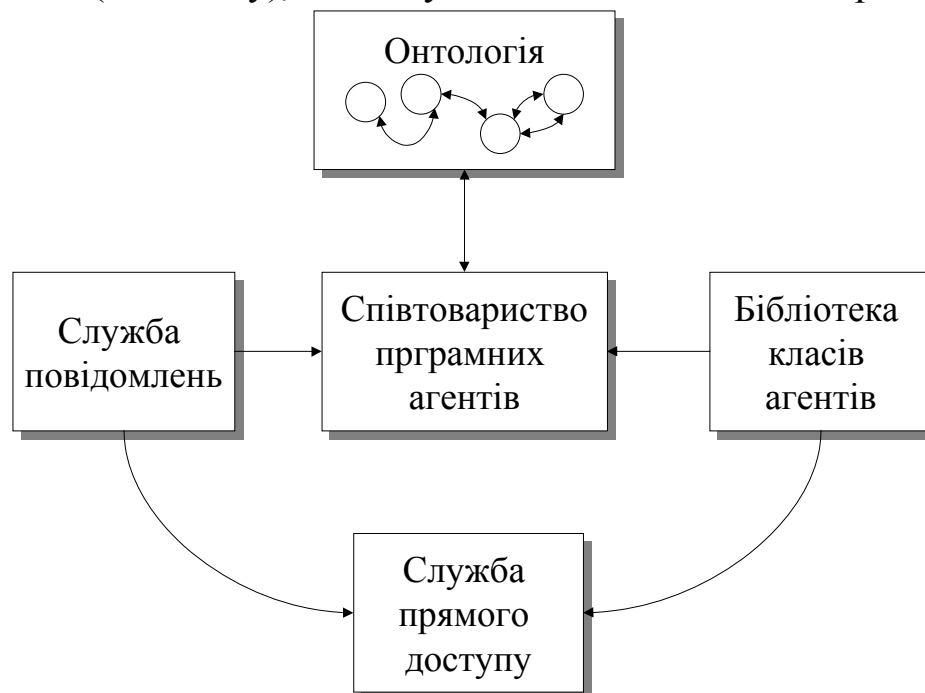 Онтологія
Служба
повідомлень
Співтовариство
прграмних
агентів
Бібліотека
класів
агентів
Служба
прямого
доступу